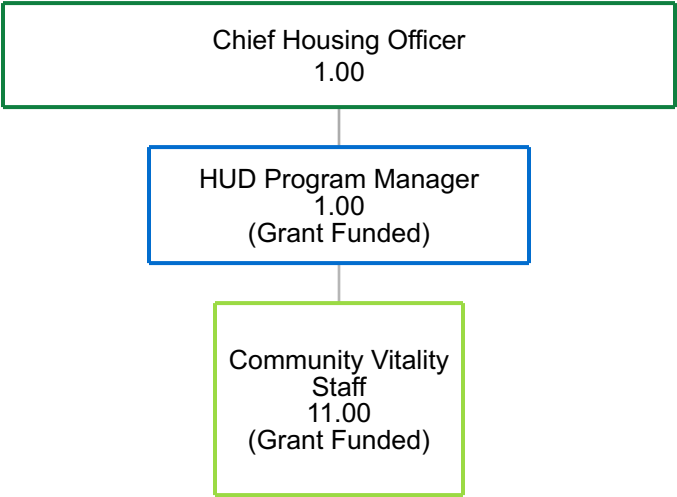 Chief Housing Officer
1.00
HUD Program Manager
1.00
(Grant Funded)
Community Vitality
Staff
11.00
(Grant Funded)